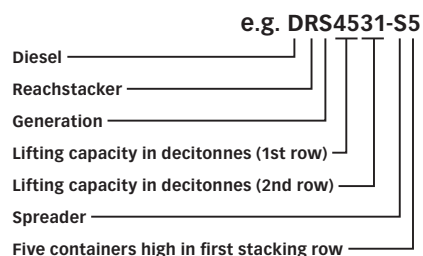 e.g. DRS4531-S5
Diesel
Reachstacker
Generation
Lifting capacity in decitonnes (1st row)
Lifting capacity in decitonnes (2nd row)
Spreader
Five containers high in first stacking row